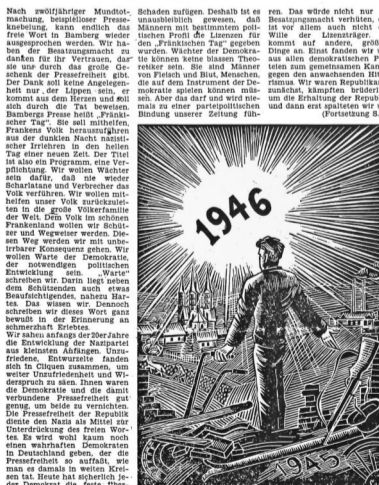 Nach zwölfjähriger Mundtot-
machung, beispielloser Presse-
knebelung, kann endlich das
freie Wort in Bamberg wieder
ausgesprochen werden. Wir ha-
ben der Besatzungsmacht zu
danken für ihr Vertrauen, das
sie uns durch das große Ge-
schenk der Pressefreiheit gibt.
Der Dank soll keine Angelegen-
heit nur der Lippen sein, er
kommt aus dem Herzen und soll
sich durch die Tat beweisen.
Bambergs Presse heißt „Fränki-
scher Tag“. Sie soll mithelfen,
Frankens Volk herauszuführen
aus der dunklen Nacht nazisti-
scher Irrlehren in den hellen
Tag einer neuen Zeit. Der Titel
ist also ein Programm, eine Ver-
pflichtung. Wir wollen Wächter
sein dafür, daß nie wieder
Scharlatane und Verbrecher das
Volk verführen. Wir wollen mit-
helfen unser Volk zurückzulei-
ten in die große Völkerfamilie
der Welt. Dem Volk im schönen
Frankenland wollen wir Schüt-
zer und Wegweiser werden. Die-
sen Weg werden wir mit unbe-
irrbarer Konsequenz gehen. Wir
wollen Warte der Demokratie,
der notwendigen politischen
Entwicklung sein. „Warte“
schreiben wir. Darin liegt neben
dem Schützenden auch etwas
Beaufsichtigendes, nahezu Har-
tes. Das wissen wir. Dennoch
schreiben wir dieses Wort ganz
bewußt in der Erinnerung an
schmerzhaft Erlebtes.
Wir sahen anfangs der 20er Jahre
die Entwicklung der Nazipartei
aus kleinsten Anfängen. Unzu-
friedene, Entwurzelte fanden
sich in Cliquen zusammen, um
weiter Unzufriedenheit und Wi-
derspruch zu säen. Ihnen waren
die Demokratie und die damit
verbundene Pressefreiheit gut
genug, um beide zu vernichten.
Die Pressefreiheit der Republik
diente den Nazis als Mittel zur
Unterdrückung des freien Wor-
tes. Es wird wohl kaum noch
einen wahrhaften Demokraten
in Deutschland geben, der die
Pressefreiheit so auffaßt, wie
man es damals in weiten Krei-
sen tat. Heute hat sicherlich je-
der Demokrat die feste Über-
Schaden zufügen. Deshalb ist es
unausbleiblich gewesen, daß
Männern mit bestimmtem poli-
tischen Profil die Lizenzen für
den „Fränkischen Tag“ gegeben
wurden. Wächter der Demokra-
tie können keine blassen Theo-
retiker sein. Sie sind Männer
von Fleisch und Blut, Menschen,
die auf dem Instrument der De-
mokratie spielen können müs-
sen. Aber das darf und wird nie-
mals zu einer parteipolitischen
Bindung unserer Zeitung füh-
ren. Das würde nicht nur
Besatzungsmacht verhüten,
ist vor allem auch nicht
Wille der Lizenzträger.
kommt auf andere, größ
Dinge an. Einst fanden wir
aus allen demokratischen P
teien zum gemeinsamen Kam
gegen den anwachsenden Hit
rismus. Wir waren Republika
zunächst, kämpften brüderl
um die Erhaltung der Repub
und dann erst spalteten wir
(Fortsetzung S.
1946
1945